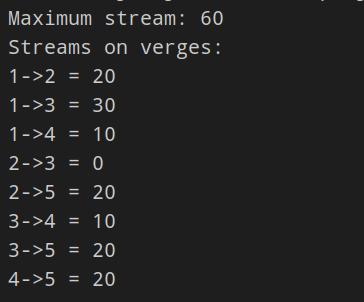 Maximum stream: 60
Streams on verges:
1->2 = 20
1->3 = 30
1->4 = 10
2->3 = 0
2->5 = 20
3->4 = 10
3->5 = 20
4->5 = 20